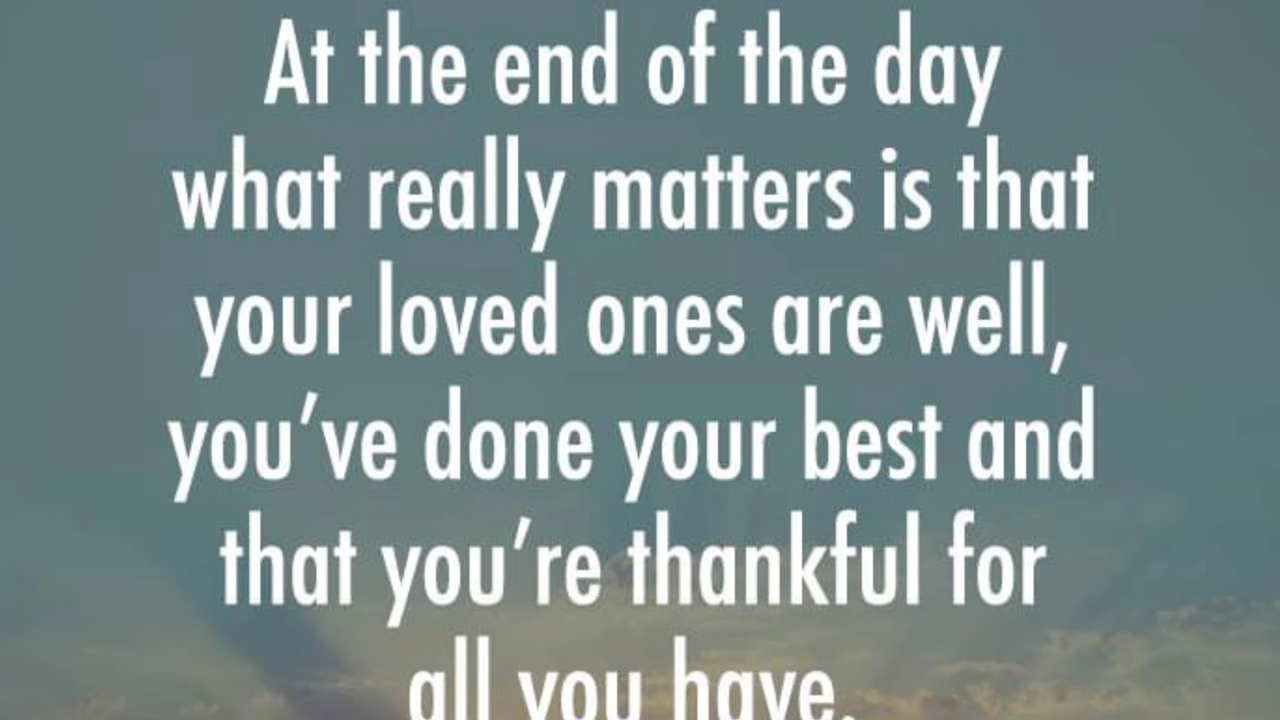 At the end of the day
what really matters is that
your loved ones are well,
you’ve done your best and
that you’re thankful for
all you have.